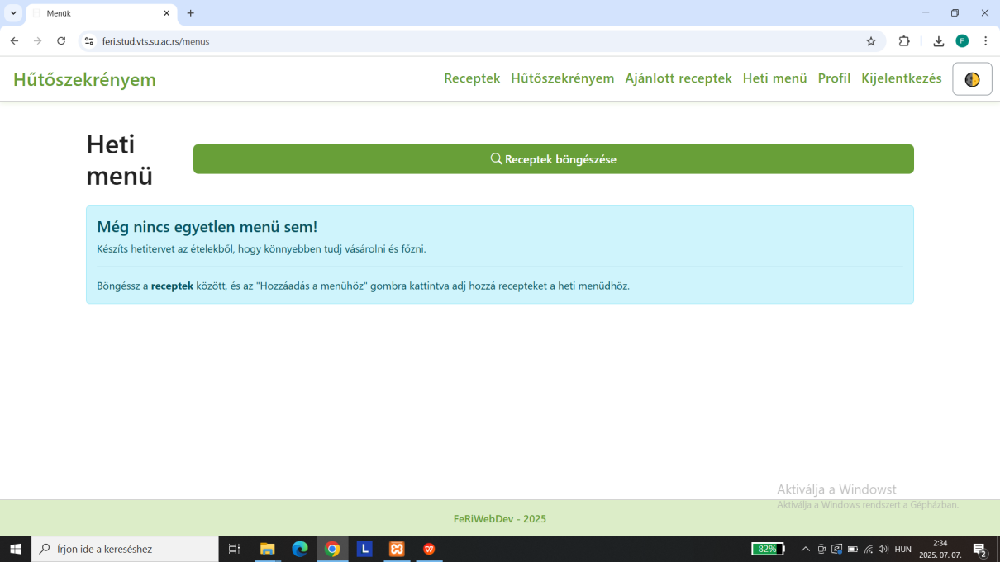 Menük
feri.stud.vts.su.ac.rs/menus
F
Hűtőszekrényem
Receptek Hűtőszekrényem Ajánlott receptek Heti menü Profil Kijelentkezés
Heti
menü
Receptek böngészése
Még nincs egyetlen menü sem!
Készíts hetitervet az ételekből, hogy könnyebben tudj vásárolni és főzni.
Böngéssz a receptek között, és az "Hozzáadás a menühöz" gombra kattintva adj hozzá recepteket a heti menüdhöz.
Aktiválja a Windowst
Aktiválja a Windows rendszert a Gépházban.
FeRiWebDev - 2025
Írjon ide a kereséshez
L
82%
HUN
2:34
2025. 07. 07.
2